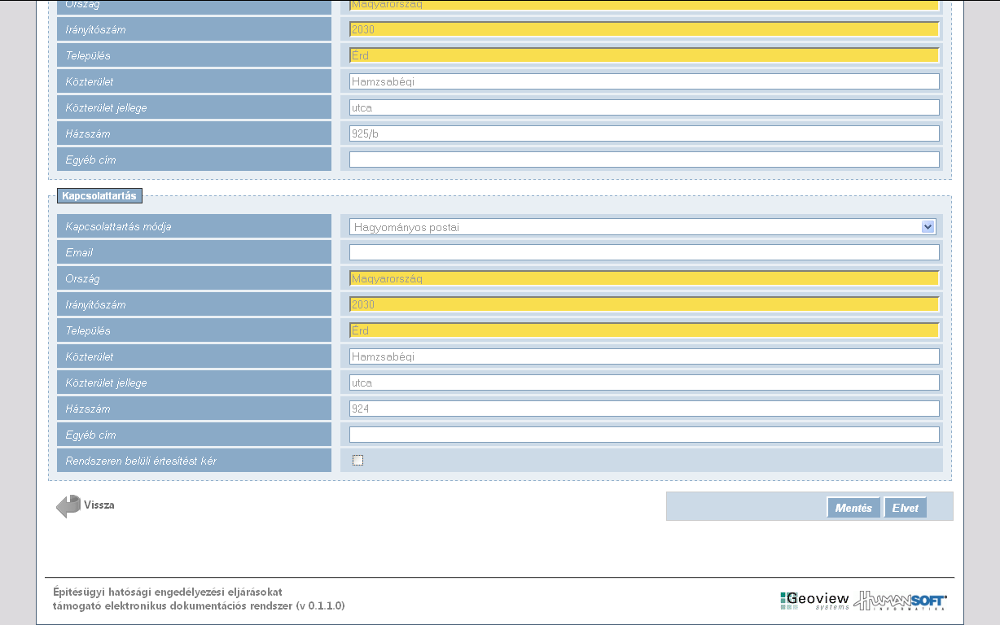 Ország Magyarország
Irányítószám 2030
Település Érd
Közterület Hamzsabégi
Közterület jellege utca
Házszám 925/b
Egyéb cím
Kapcsolattartás
Kapcsolattartás módja Hagyományos postai
Email
Ország Magyarország
Irányítószám 2030
Település Érd
Közterület Hamzsabégi
Közterület jellege utca
Házszám 924
Egyéb cím
Rendszeren belüli értesítést kér
Vissza
Mentés Elvet
Építésügyi hatósági engedélyezési eljárásokat
támogató elektronikus dokumentációs rendszer (v 0.1.1.0)
Geoview
systems
HUMANSOFT
INFORMATIKA